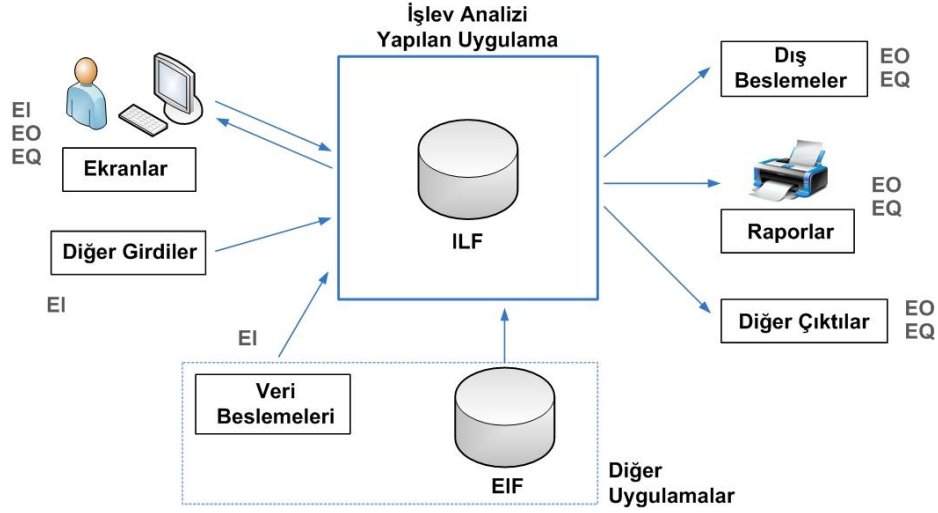 İşlev Analizi
Yapılan Uygulama
EI
EO
EQ
Ekranlar
Diğer Girdiler
EI
EI
Veri
Beslemeleri
ILF
EIF
Diğer
Uygulamalar
Dış
Beslemeler
EO
EQ
Raporlar
EO
EQ
Diğer Çıktılar
EO
EQ